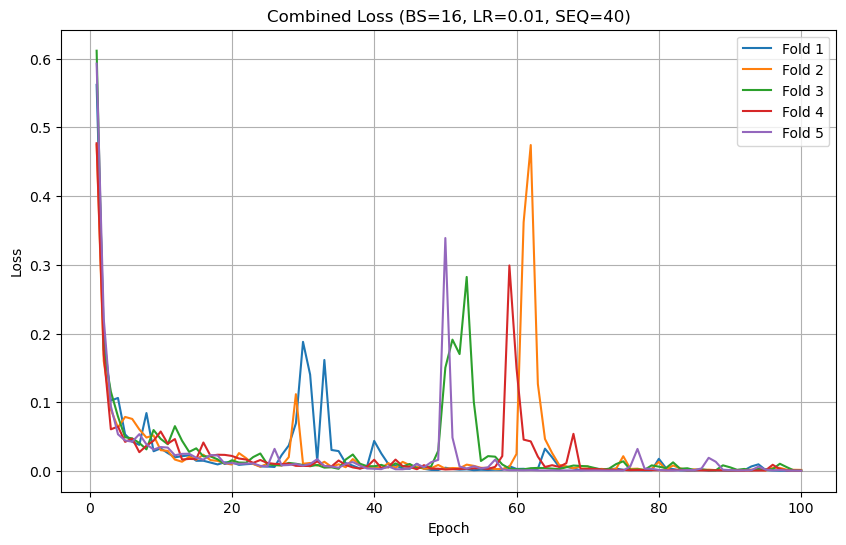 Combined Loss (BS=16, LR=0.01, SEQ=40)
Fold 1
Fold 2
Fold 3
Fold 4
Fold 5
Loss
0.6
0.5
0.4
0.3
0.2
0.1
0.0
0 20 40 60 80 100
Epoch